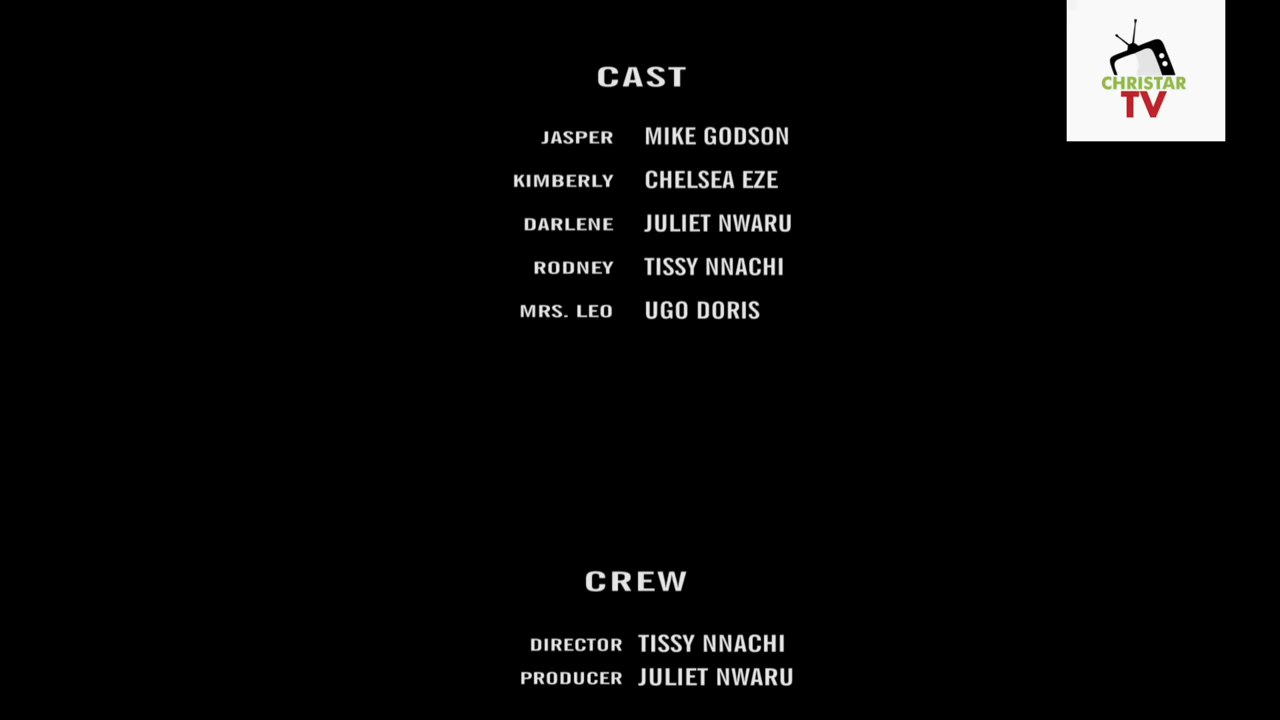 CAST
JASPER MIKE GODSON
KIMBERLY CHELSEA EZE
DARLENE JULIET NWARU
RODNEY TISSY NNACHI
MRS. LEO UGO DORIS
CREW
DIRECTOR TISSY NNACHI
PRODUCER JULIET NWARU
CHRISTAR
TV